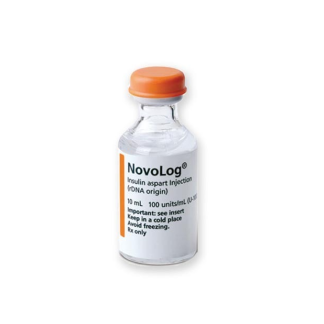 NovoLog®
Insulin aspart Injection
(rDNA origin)
10 mL 100 units/mL
Important: see insert
Keep in a cold place
Avoid freezing.
Rx only